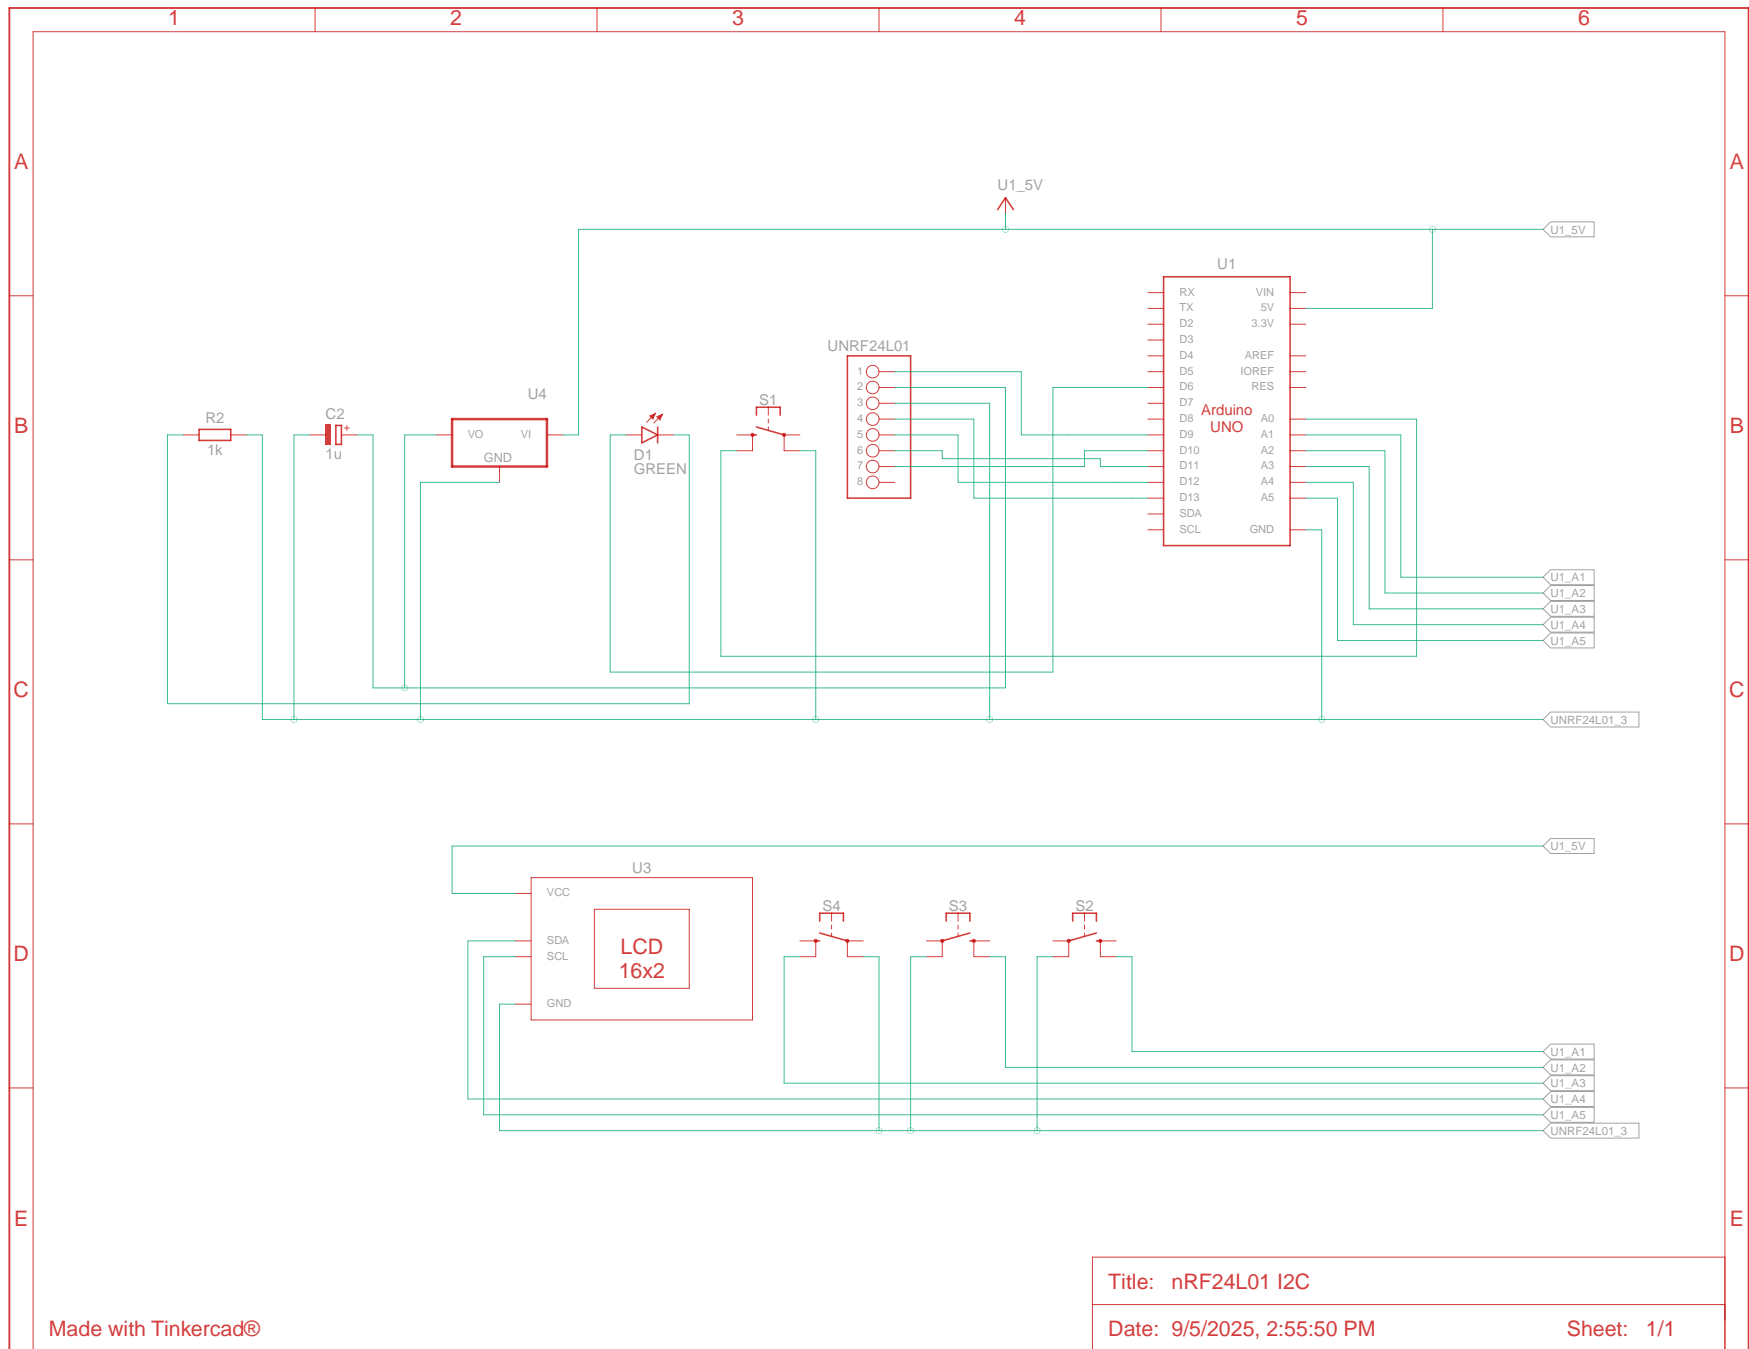 1 2 3 4 5 6
A A
U1_5V
U1_5V
U1
RX VIN
TX 5V
D2 3.3V
D3
D4 AREF
D5 IOREF
D6 RES
D7
D8 A0
D9 A1
D10 A2
D11 A3
D12 A4
D13 A5
SDA
SCL GND
Arduino
UNO
UNRF24L01
1
2
3
4
5
6
7
8
B B
R2
1k
C2
+
1u
U4
VO VI
GND
D1
GREEN
S1
U1_A1
U1_A2
U1_A3
U1_A4
U1_A5
C C
UNRF24L01_3
U1_5V
U3
VCC
SDA
SCL
GND
LCD
16x2
S4 S3 S2
D D
U1_A1
U1_A2
U1_A3
U1_A4
U1_A5
UNRF24L01_3
E E
Title: nRF24L01 I2C
Made with Tinkercad®
Date: 9/5/2025, 2:55:50 PM Sheet: 1/1